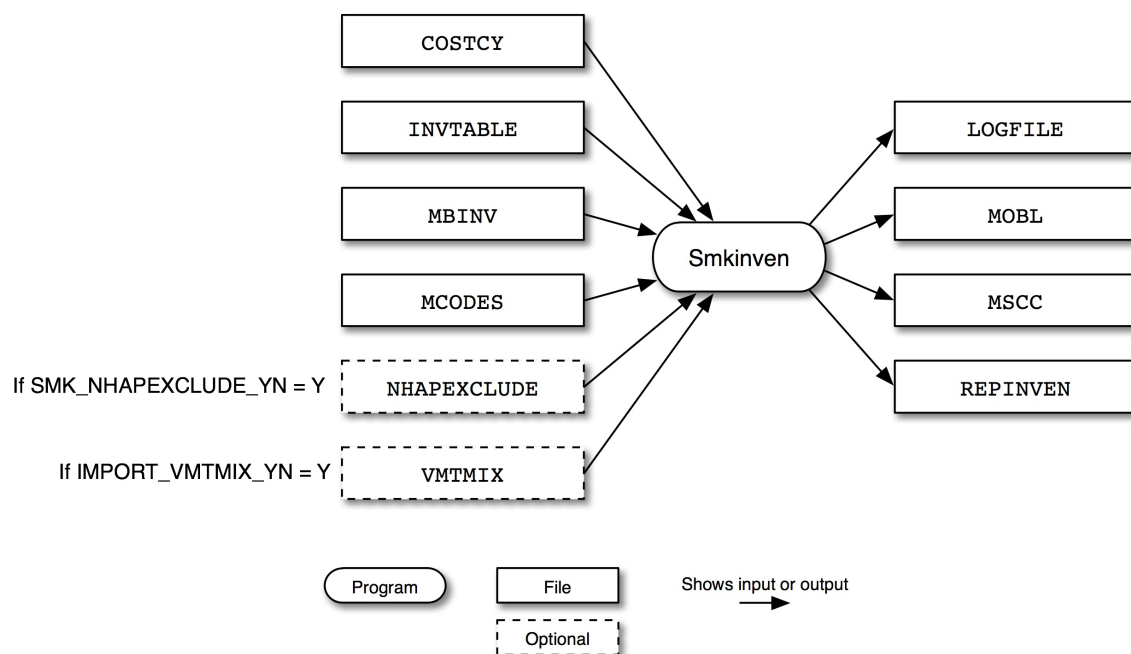 COSTCY
INVTABLE
LOGFILE
MBINV
MOBL
Smkinven
MCODES
MSCC
If SMK_NHAPEXCLUDE_YN = Y
NHAPEXCLUDE
REPINVEN
If IMPORT_VMTMIX_YN = Y
VMTMIX
Program
File
Shows input or output
Optional